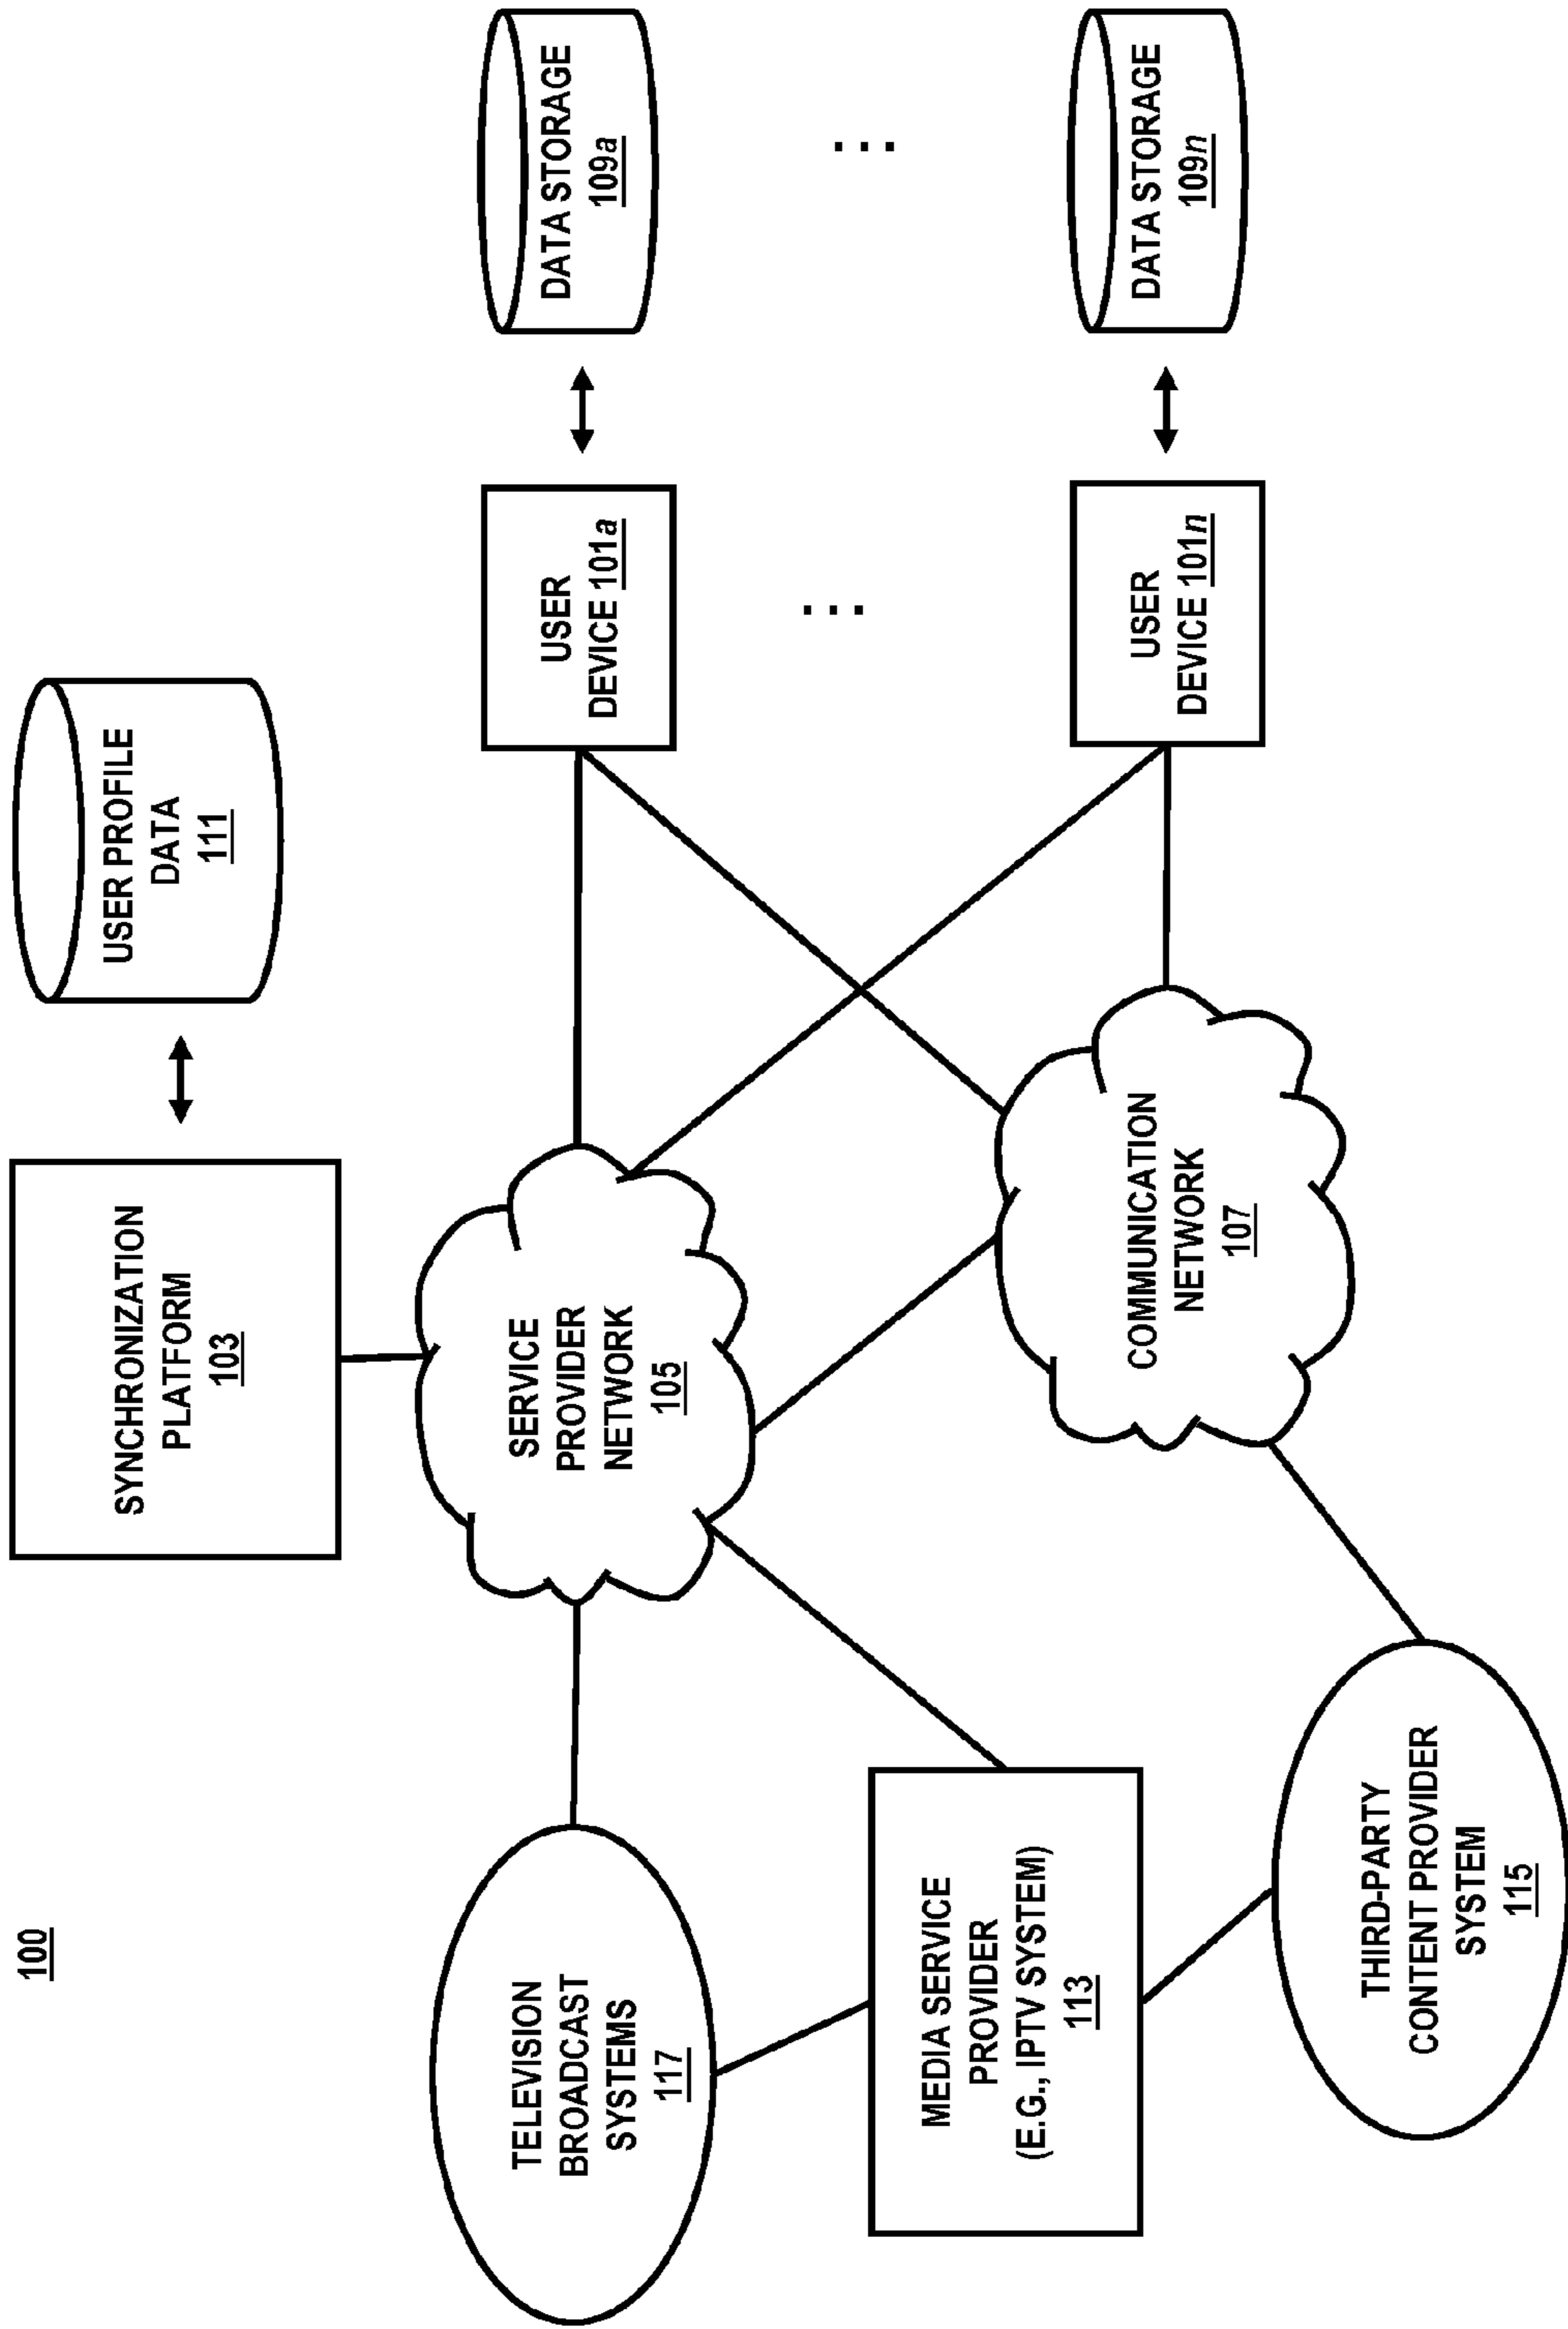 100
SYNCHRONIZATION
PLATFORM
103
USER PROFILE
DATA
111
TELEVISION
BROADCAST
SYSTEMS
117
SERVICE
PROVIDER
NETWORK
105
USER
DEVICE 101a
DATA STORAGE
109a
...
...
MEDIA SERVICE
PROVIDER
(E.G., IPTV SYSTEM)
113
COMMUNICATION
NETWORK
107
USER
DEVICE 101n
DATA STORAGE
109n
THIRD-PARTY
CONTENT PROVIDER
SYSTEM
115